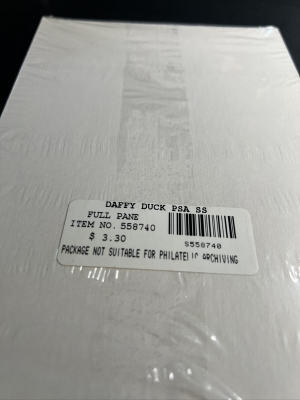 DAFFY DUCK PSA SS
FULL PANE
ITEM NO. 558740
$ 3.30
S558740
PACKAGE NOT SUITABLE FOR PHILATELIC ARCHIVING